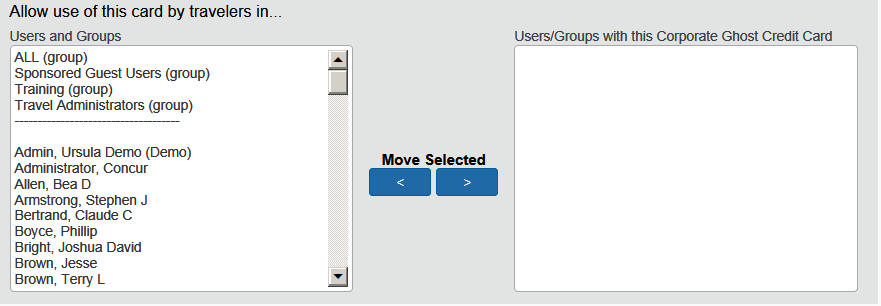 Allow use of this card by travelers in...
Users and Groups
ALL (group)
Sponsored Guest Users (group)
Training (group)
Travel Administrators (group)
------------------------------------
Admin, Ursula Demo (Demo)
Administrator, Concur
Allen, Bea D
Armstrong, Stephen J
Bertrand, Claude C
Boyce, Phillip
Bright, Joshua David
Brown, Jesse
Brown, Terry L
Move Selected
< >
Users/Groups with this Corporate Ghost Credit Card